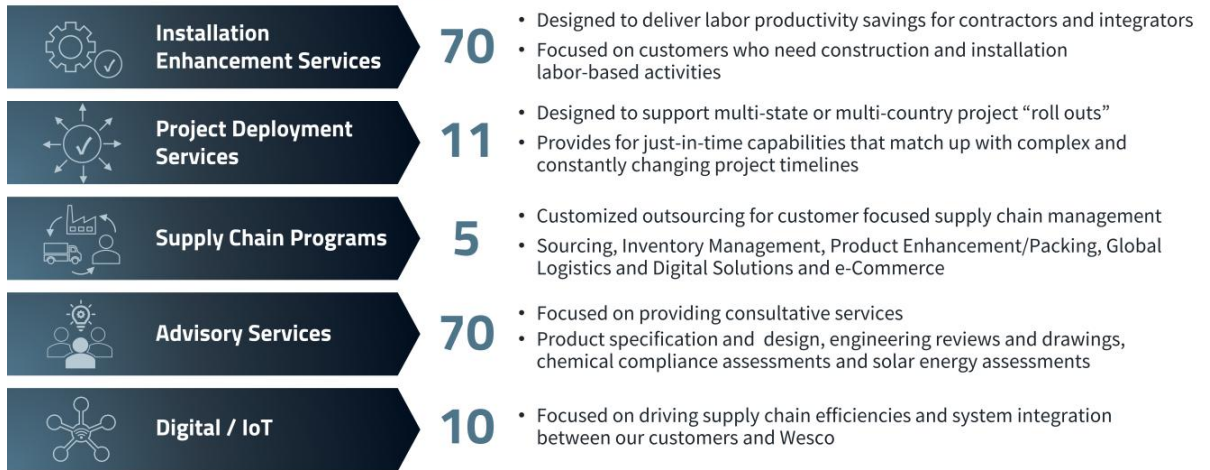 Installation
Enhancement Services
70
• Designed to deliver labor productivity savings for contractors and integrators
• Focused on customers who need construction and installation
labor-based activities
Project Deployment
Services
11
• Designed to support multi-state or multi-country project “roll outs”
• Provides for just-in-time capabilities that match up with complex and
constantly changing project timelines
Supply Chain Programs
5
• Customized outsourcing for customer focused supply chain management
• Sourcing, Inventory Management, Product Enhancement/Packing, Global
Logistics and Digital Solutions and e-Commerce
Advisory Services
70
• Focused on providing consultative services
• Product specification and design, engineering reviews and drawings,
chemical compliance assessments and solar energy assessments
Digital / IoT
10
• Focused on driving supply chain efficiencies and system integration
between our customers and Wesco